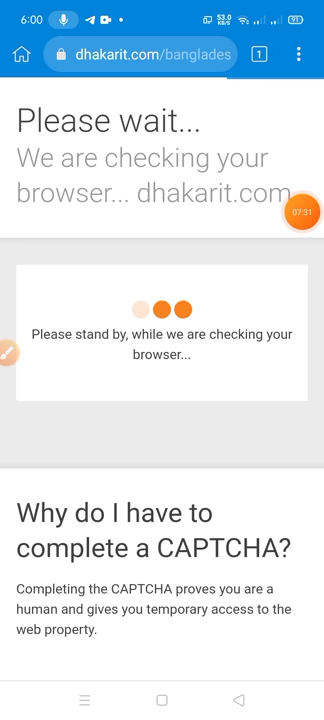 6:00 53.0 KB/S 91
dhakarit.com/banglades 1
Please wait...
We are checking your
browser... dhakarit.com
07:31
Please stand by, while we are checking your
browser...
Why do I have to
complete a CAPTCHA?
Completing the CAPTCHA proves you are a
human and gives you temporary access to the
web property.